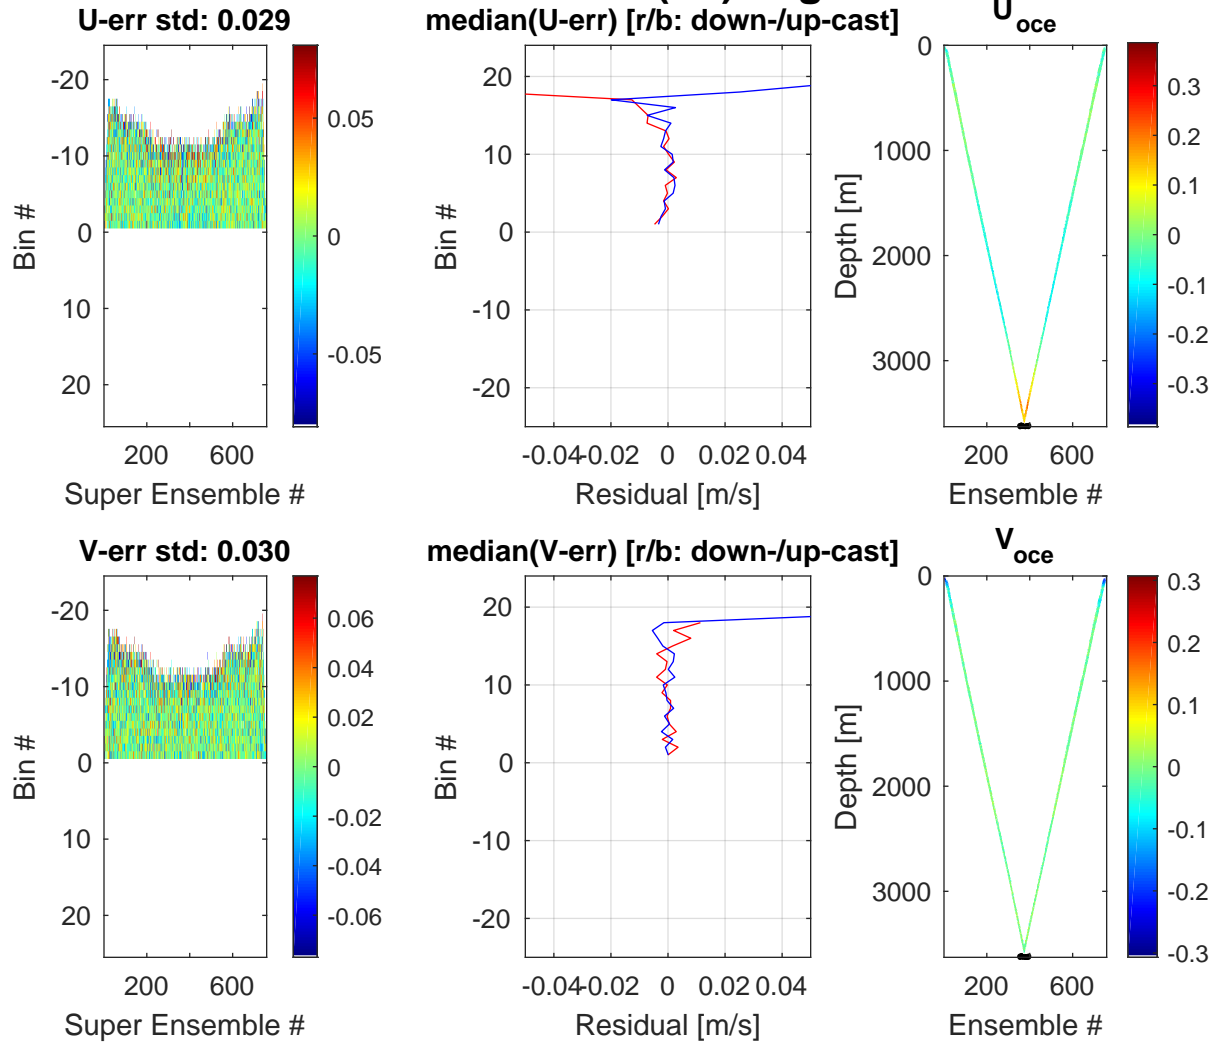 U-err std: 0.029
median(U-err) [r/b: down-/up-cast]
U_oce
-20
-10
0
10
20
Bin #
200 600
Super Ensemble #
0.05
0
-0.05
20
10
0
-10
-20
Bin #
-0.04 -0.02 0 0.02 0.04
Residual [m/s]
0
1000
2000
3000
Depth [m]
200 600
Ensemble #
0.3
0.2
0.1
0
-0.1
-0.2
-0.3
V-err std: 0.030
median(V-err) [r/b: down-/up-cast]
V_oce
-20
-10
0
10
20
Bin #
200 600
Super Ensemble #
0.06
0.04
0.02
0
-0.02
-0.04
-0.06
20
10
0
-10
-20
Bin #
-0.04 -0.02 0 0.02 0.04
Residual [m/s]
0
1000
2000
3000
Depth [m]
200 600
Ensemble #
0.3
0.2
0.1
0
-0.1
-0.2
-0.3